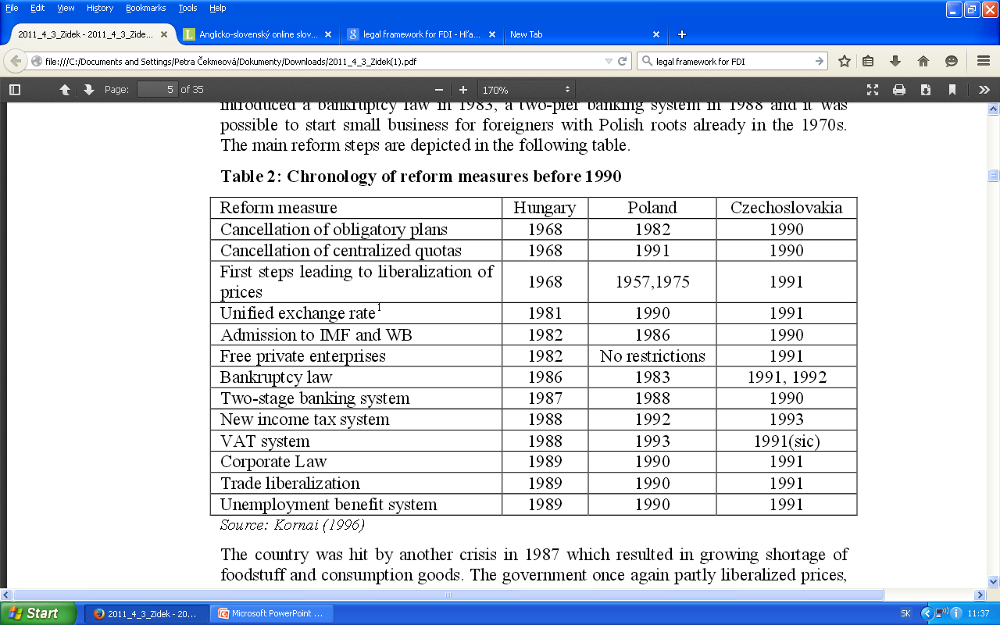 File Edit View History Bookmarks Tools Help
2011_4_3_Zidek - 2011_4_3_Zide... Anglicko-slovenský online slov... legal framework for FDI - Hľa... New Tab
file:///C:/Documents and Settings/Petra Čekmeová/Dokumenty/Downloads/2011_4_3_Zidek(1).pdf legal framework for FDI
Page: 5 of 35 170%
introduced a bankruptcy law in 1983, a two-pier banking system in 1988 and it was
possible to start small business for foreigners with Polish roots already in the 1970s.
The main reform steps are depicted in the following table.
Table 2: Chronology of reform measures before 1990
Reform measure Hungary Poland Czechoslovakia
Cancellation of obligatory plans 1968 1982 1990
Cancellation of centralized quotas 1968 1991 1990
First steps leading to liberalization of
prices 1968 1957,1975 1991
Unified exchange rate1 1981 1990 1991
Admission to IMF and WB 1982 1986 1990
Free private enterprises 1982 No restrictions 1991
Bankruptcy law 1986 1983 1991, 1992
Two-stage banking system 1987 1988 1990
New income tax system 1988 1992 1993
VAT system 1988 1993 1991(sic)
Corporate Law 1989 1990 1991
Trade liberalization 1989 1990 1991
Unemployment benefit system 1989 1990 1991
Source: Kornai (1996)
The country was hit by another crisis in 1987 which resulted in growing shortage of
foodstuff and consumption goods. The government once again partly liberalized prices,
Start 2011_4_3_Zidek - 20... Microsoft PowerPoint ... SK 11:37